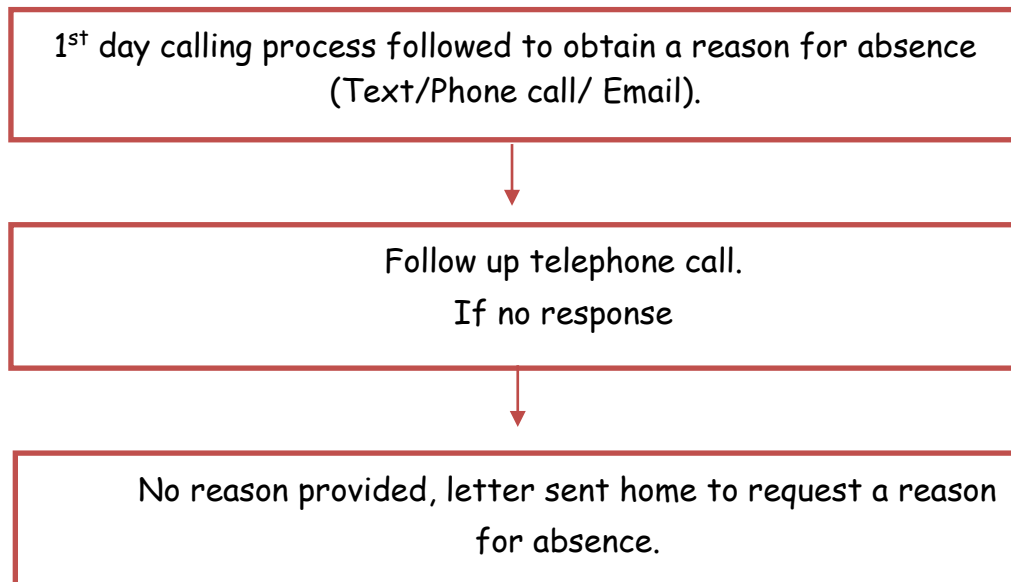 1st day calling process followed to obtain a reason for absence
(Text/Phone call/ Email).
Follow up telephone call.
If no response
No reason provided, letter sent home to request a reason
for absence.